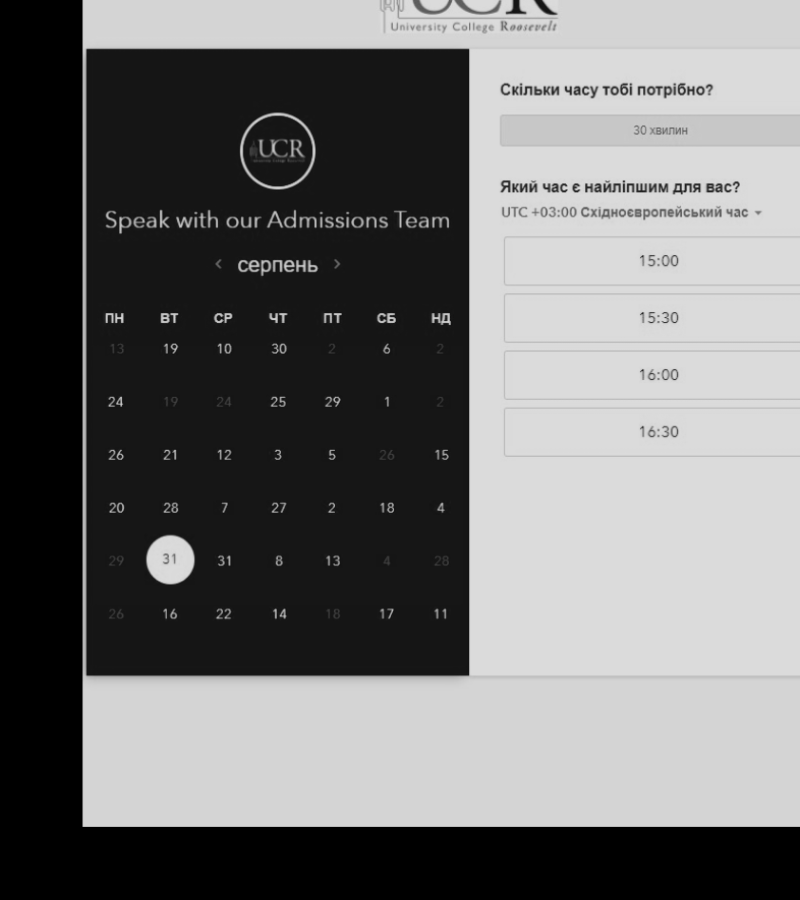 UCR
University College Roosevelt
UCR
Speak with our Admissions Team
< серпень >
ПН ВТ СР ЧТ ПТ СБ НД
13 19 10 30 2 6 2
24 19 24 25 29 1 2
26 21 12 3 5 26 15
20 28 7 27 2 18 4
29 31 31 8 13 4 28
26 16 22 14 18 17 11
Скільки часу тобі потрібно?
30 хвилин
Який час є найліпшим для вас?
UTC +03:00 Східноєвропейський час
15:00
15:30
16:00
16:30